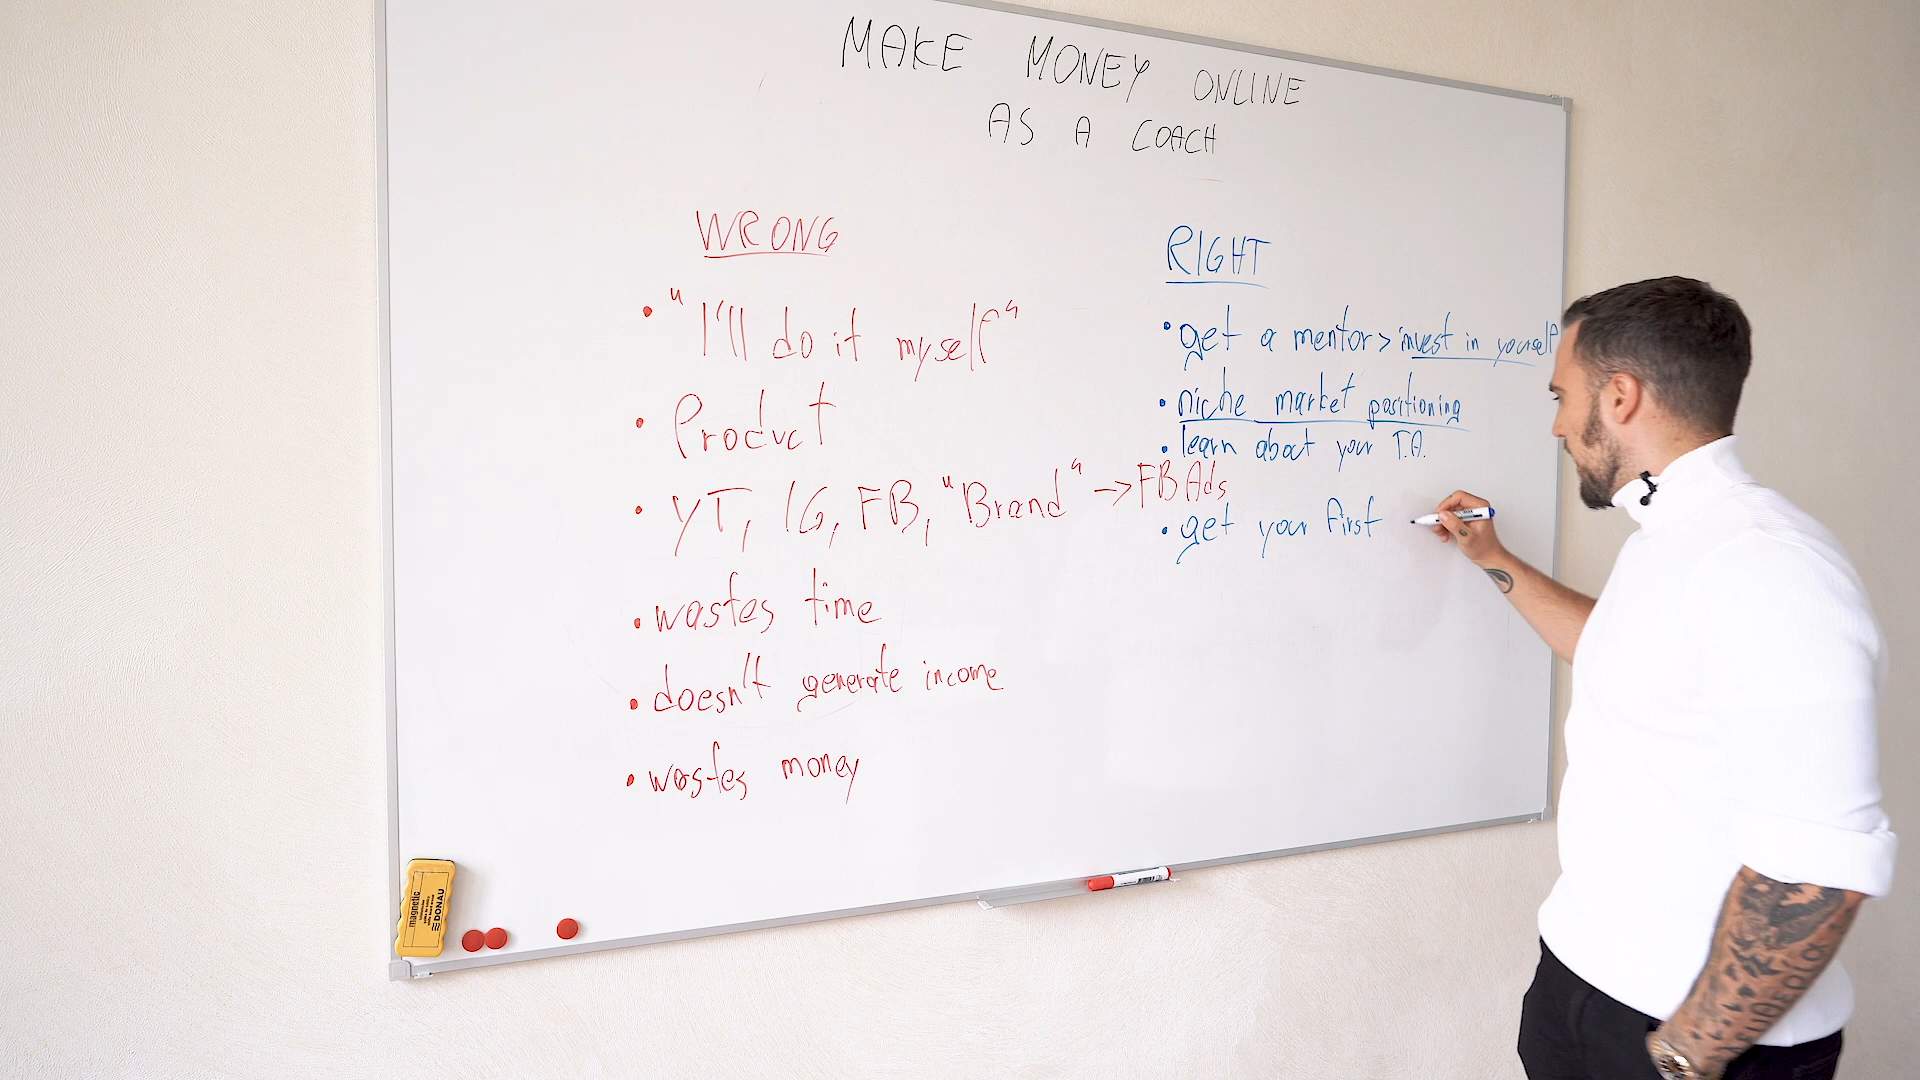 MAKE MONEY ONLINE
AS A COACH
WRONG
• "I'll do it myself"
• Product
• YT, IG, FB, "Brand" -> FB Ads
• wastes time
• doesn't generate income
• wastes money
RIGHT
• get a mentor > invest in yourself
• niche market positioning
• learn about your T.A.
• get your first
magnetic
DONAU